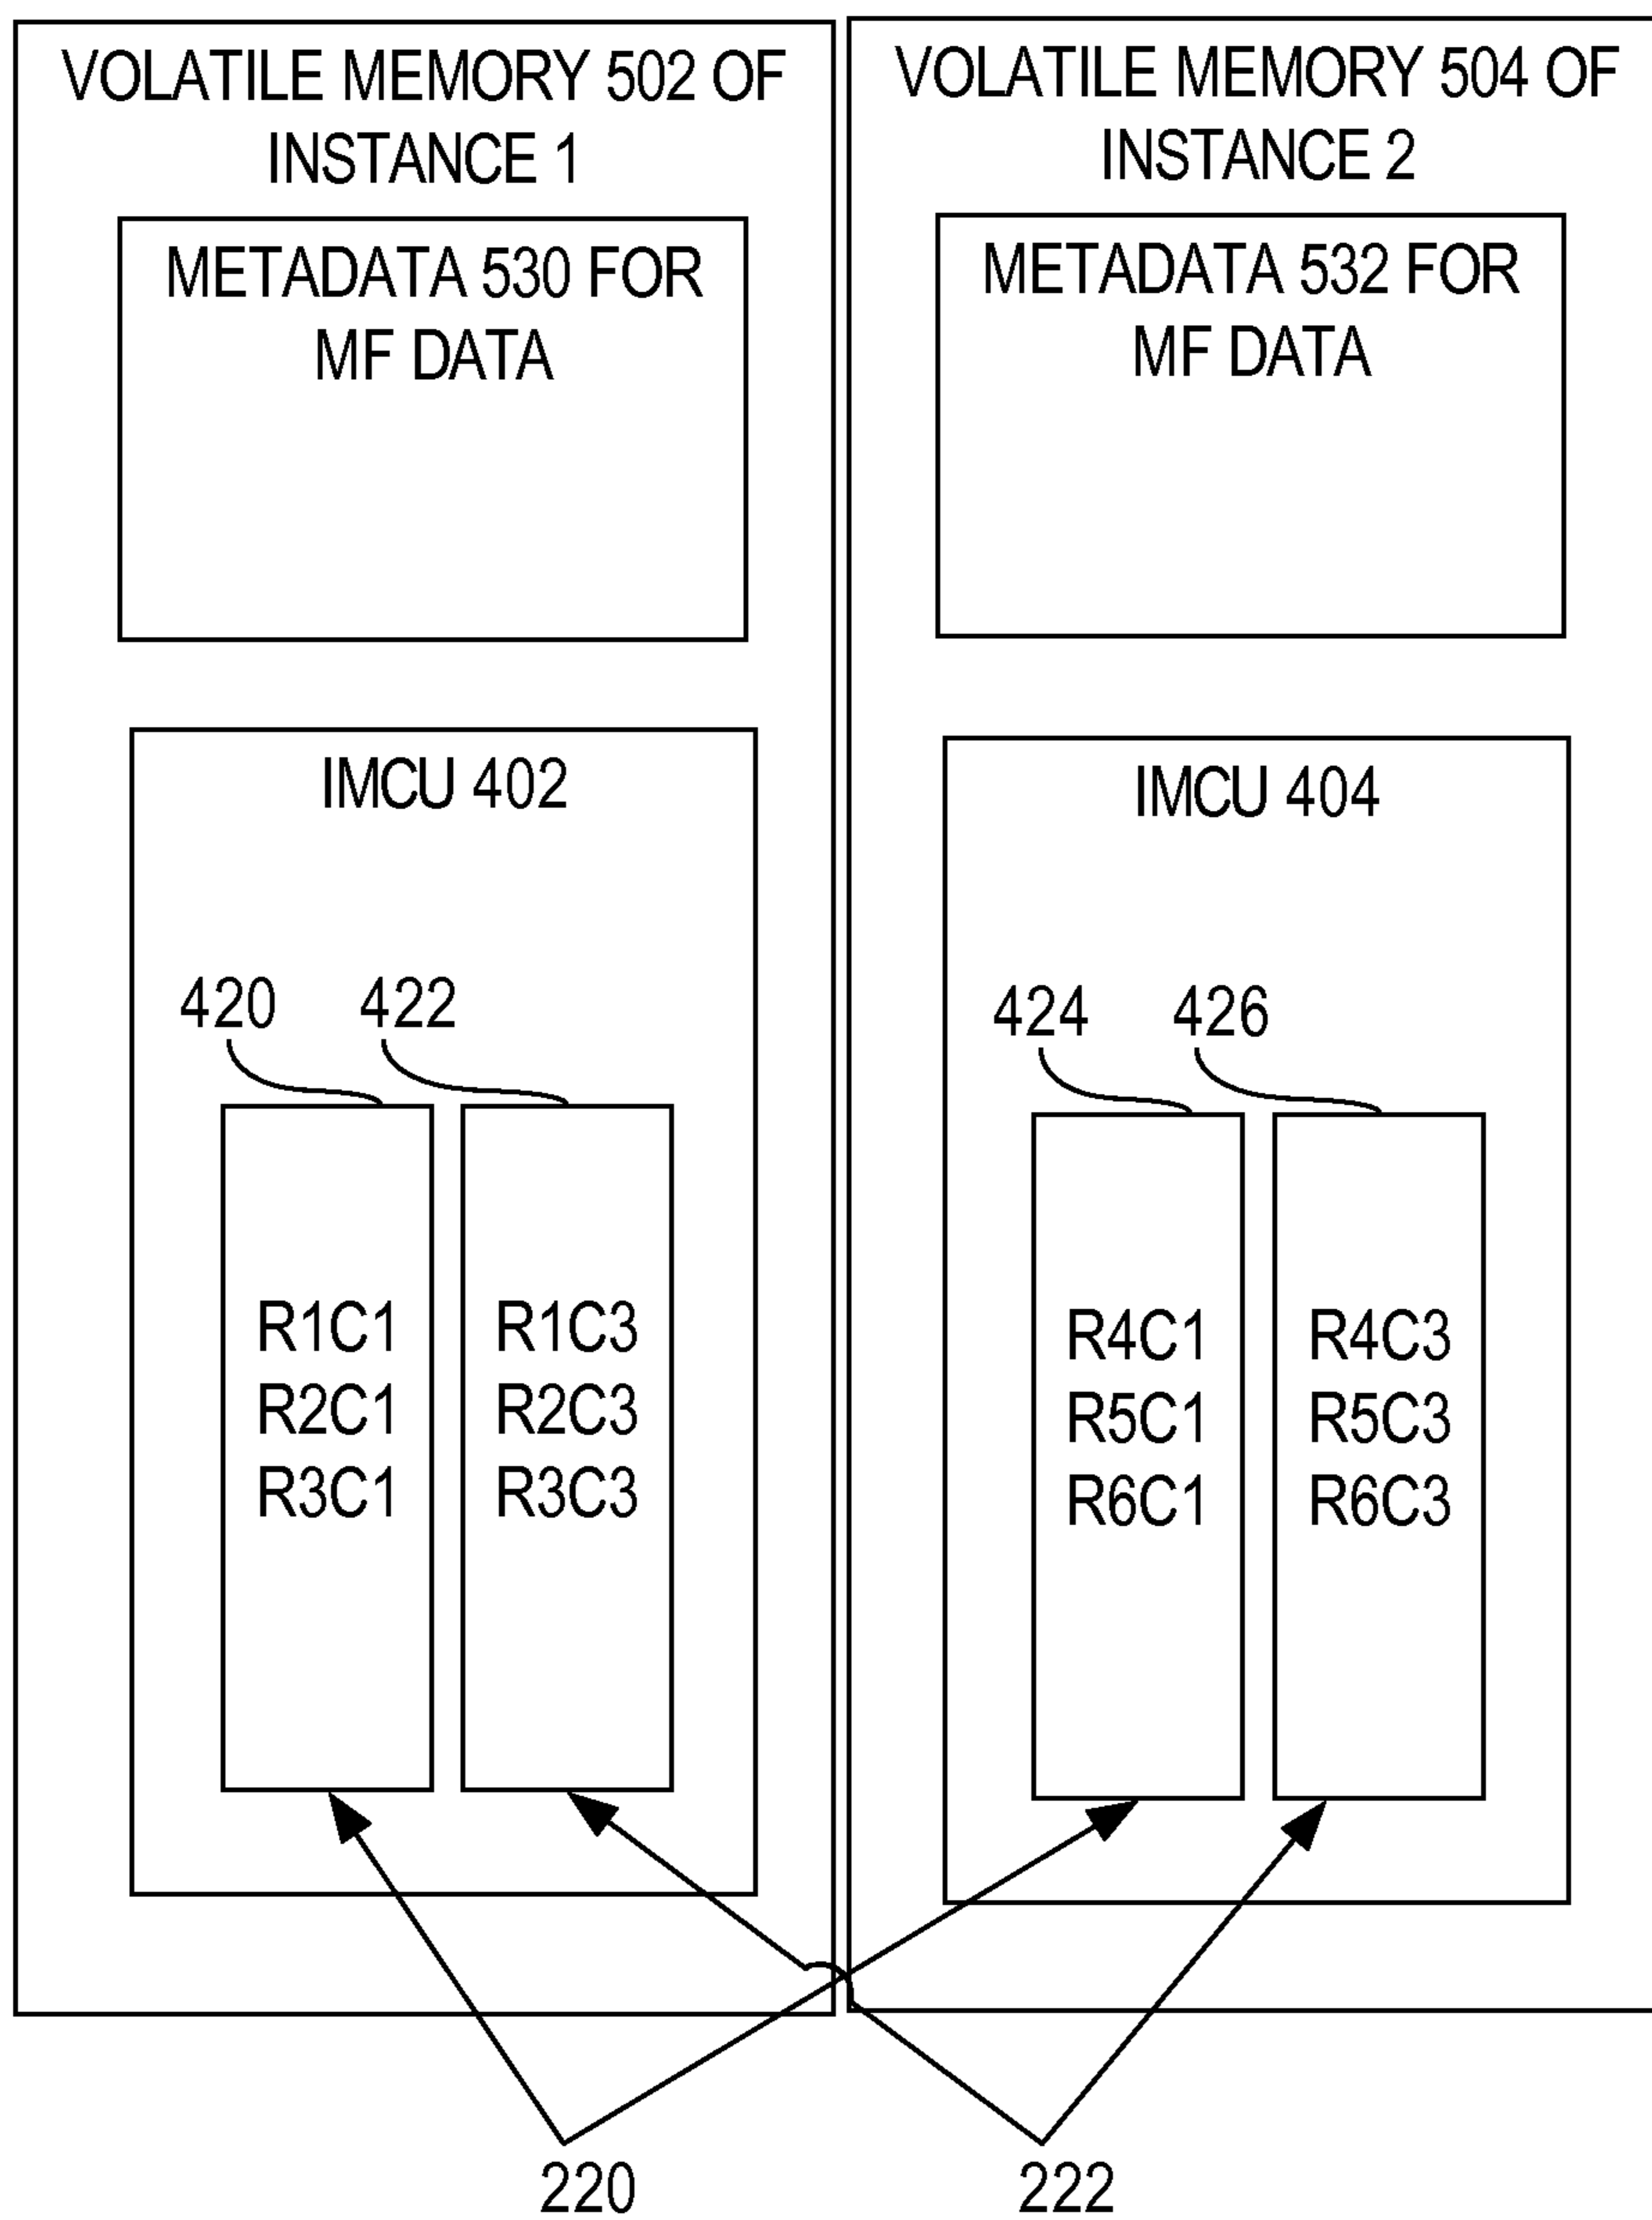 VOLATILE MEMORY 502 OF
INSTANCE 1
METADATA 530 FOR
MF DATA
IMCU 402
420
422
R1C1
R2C1
R3C1
R1C3
R2C3
R3C3
VOLATILE MEMORY 504 OF
INSTANCE 2
METADATA 532 FOR
MF DATA
IMCU 404
424
426
R4C1
R5C1
R6C1
R4C3
R5C3
R6C3
220
222